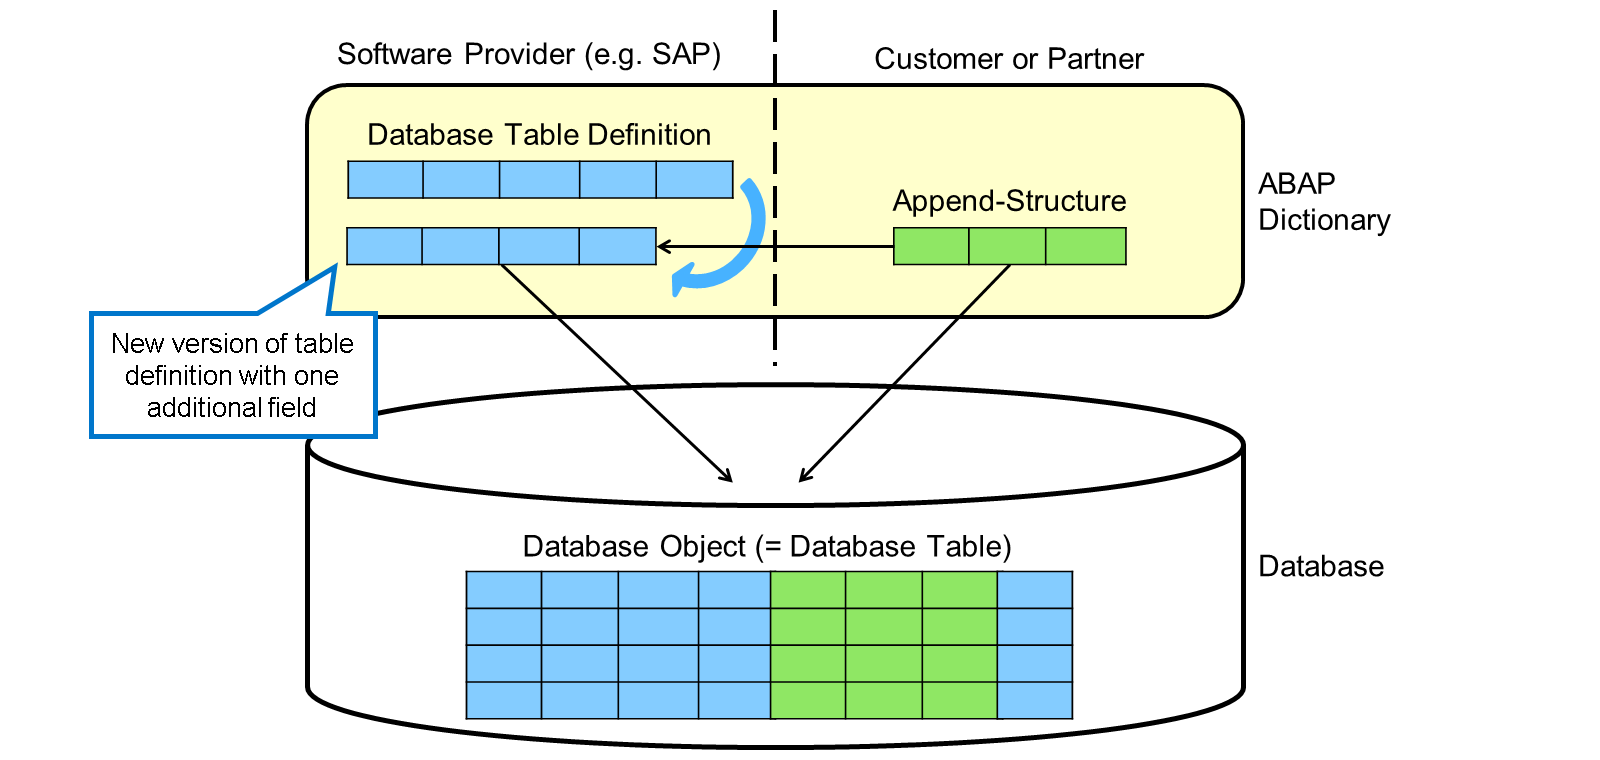 Software Provider (e.g. SAP)
Customer or Partner
Database Table Definition
Append-Structure
ABAP
Dictionary
New version of table
definition with one
additional field
Database Object (= Database Table)
Database